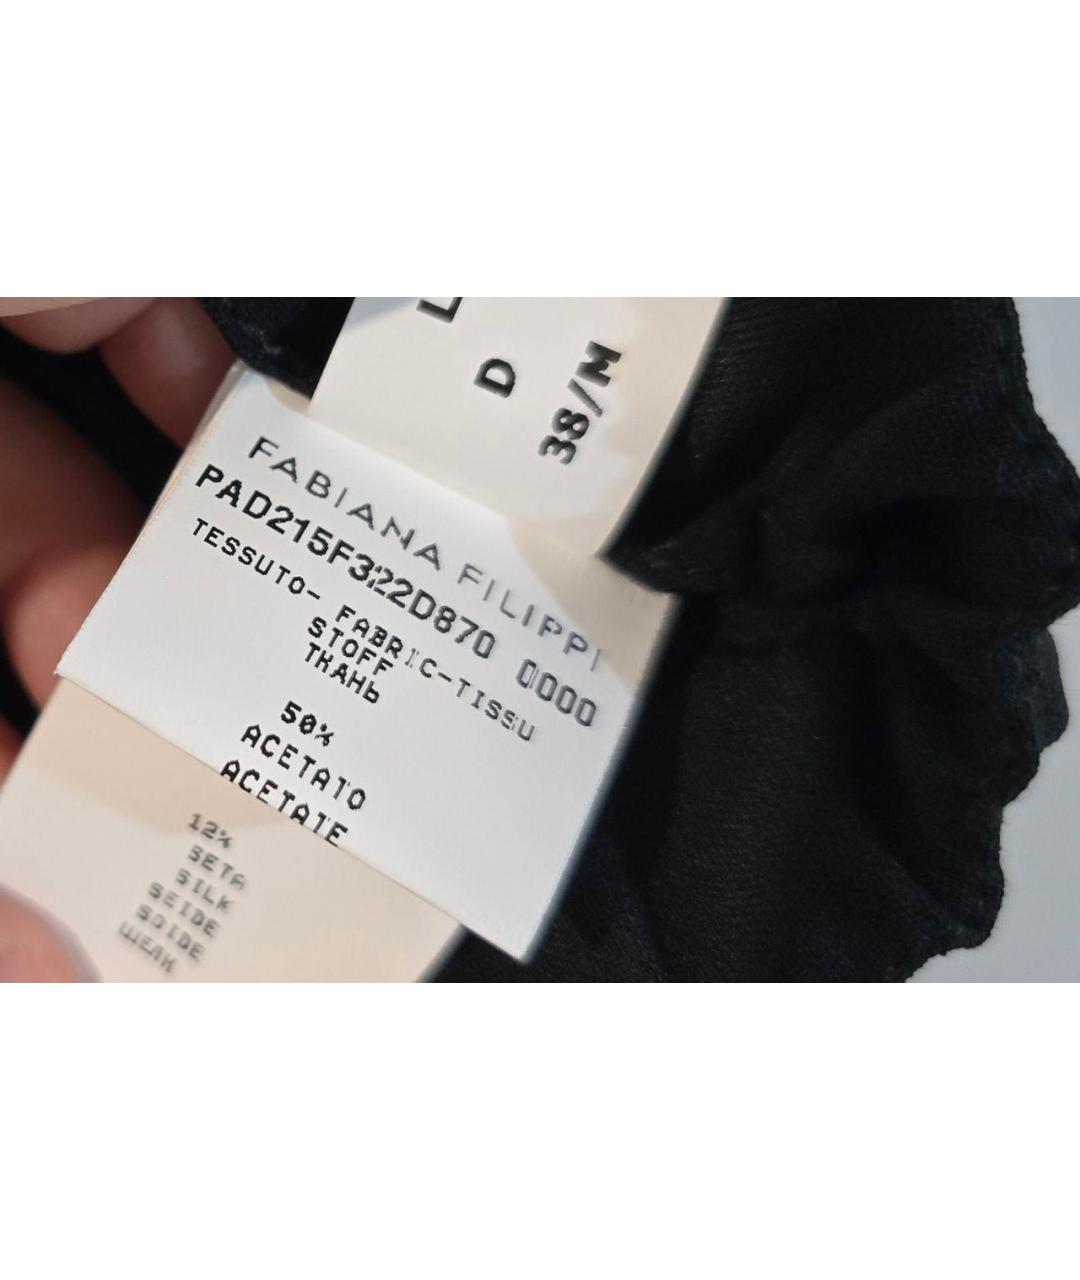 D
38/M
FABIANA FILIPPI
PAD215F322D870 0000
TESSUTO- FABRIC-TISSU
STOFF
ТКАНЬ
50%
ACETATO
ACETATE
12%
SETA
SILK
SEIDE
SOIDE
ШЕЛК